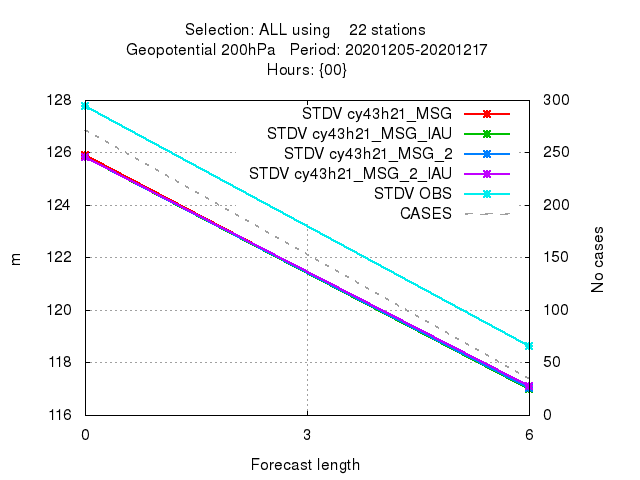 Selection: ALL using    22 stations
Geopotential 200hPa   Period: 20201205-20201217
Hours: {00}
128
126
124
122
120
118
116
m
300
250
200
150
100
50
0
No cases
STDV cy43h21_MSG
STDV cy43h21_MSG_IAU
STDV cy43h21_MSG_2
STDV cy43h21_MSG_2_IAU
STDV OBS
CASES
0 3 6
Forecast length